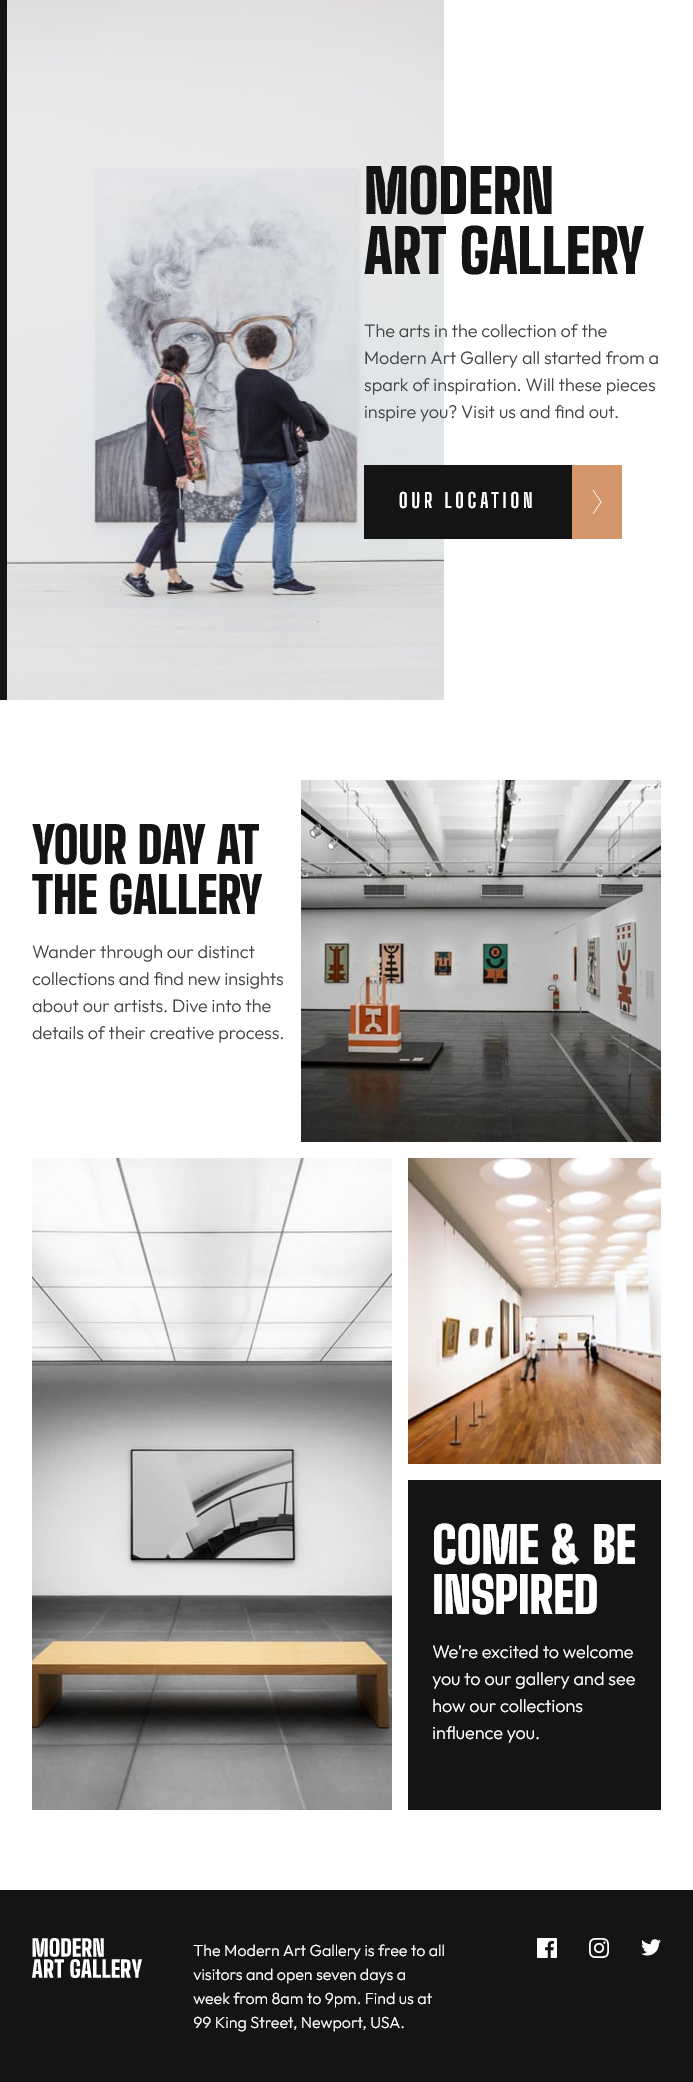 MODERN
ART GALLERY
The arts in the collection of the
Modern Art Gallery all started from a
spark of inspiration. Will these pieces
inspire you? Visit us and find out.
OUR LOCATION
YOUR DAY AT
THE GALLERY
Wander through our distinct
collections and find new insights
about our artists. Dive into the
details of their creative process.
COME & BE
INSPIRED
We're excited to welcome
you to our gallery and see
how our collections
influence you.
MODERN
ART GALLERY
The Modern Art Gallery is free to all
visitors and open seven days a
week from 8am to 9pm. Find us at
99 King Street, Newport, USA.